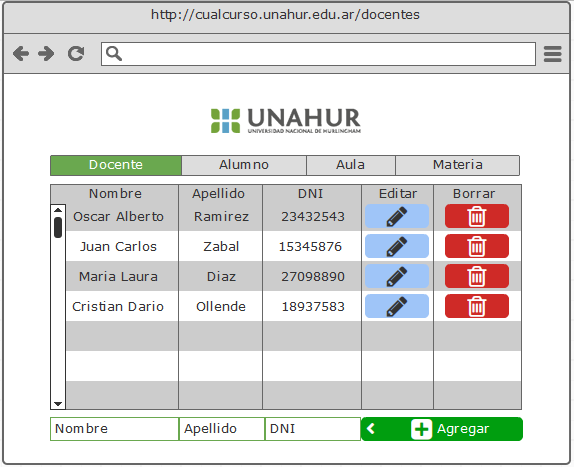 http://cualcurso.unahur.edu.ar/docentes
UNAHUR
UNIVERSIDAD NACIONAL DE HURLINGHAM
Docente Alumno Aula Materia
Nombre Apellido DNI Editar Borrar
Oscar Alberto Ramirez 23432543
Juan Carlos Zabal 15345876
Maria Laura Diaz 27098890
Cristian Dario Ollende 18937583
Nombre Apellido DNI Agregar